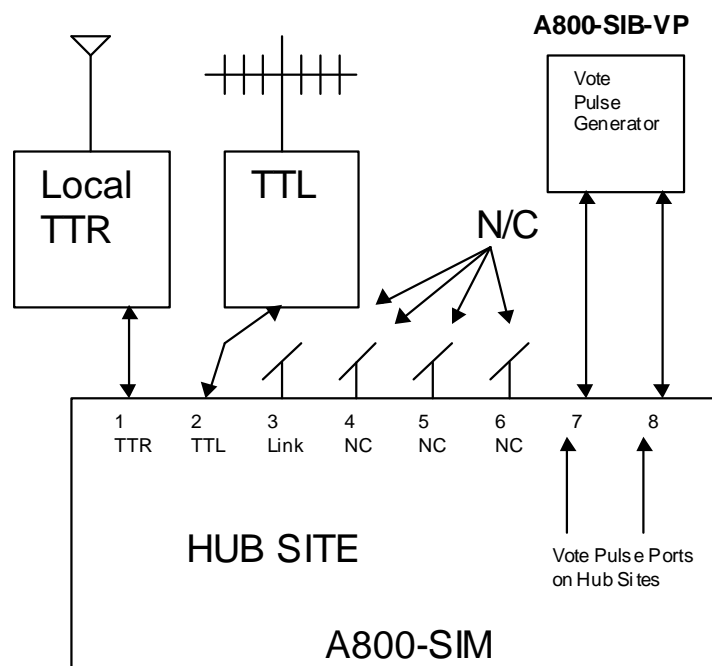 A800-SIB-VP
Vote
Pulse
Generator
Local
TTR
TTL
N/C
1
TTR
2
TTL
3
Link
4
NC
5
NC
6
NC
7
8
HUB SITE
Vote Pulse Ports
on Hub Sites
A800-SIM